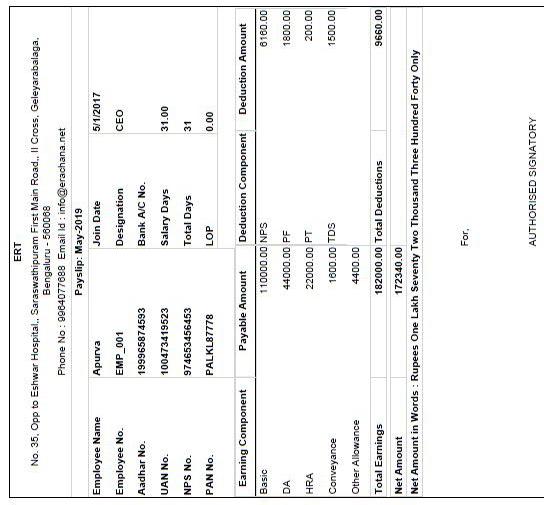 ERT
No. 35, Opp to Eshwar Hospital,, Saraswathipuram First Main Road,, II Cross, Geleyarabalaga,
Bengaluru - 560068
Phone No : 9964077688 Email Id : info@erachana.net
Payslip: May-2019
Employee Name Apurva Join Date 5/1/2017
Employee No. EMP_001 Designation CEO
Aadhar No. 199965874593 Bank A/C No.
UAN No. 100473419523 Salary Days 31.00
NPS No. 974653456453 Total Days 31
PAN No. PALKL87778 LOP 0.00
Earning Component Payable Amount Deduction Component Deduction Amount
Basic 110000.00 NPS 6160.00
DA 44000.00 PF 1800.00
HRA 22000.00 PT 200.00
Conveyance 1600.00 TDS 1500.00
Other Allowance 4400.00
Total Earnings 182000.00 Total Deductions 9660.00
Net Amount 172340.00
Net Amount in Words : Rupees One Lakh Seventy Two Thousand Three Hundred Forty Only
For,
AUTHORISED SIGNATORY